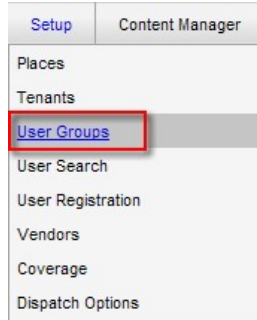 Setup Content Manager
Places
Tenants
User Groups
User Search
User Registration
Vendors
Coverage
Dispatch Options